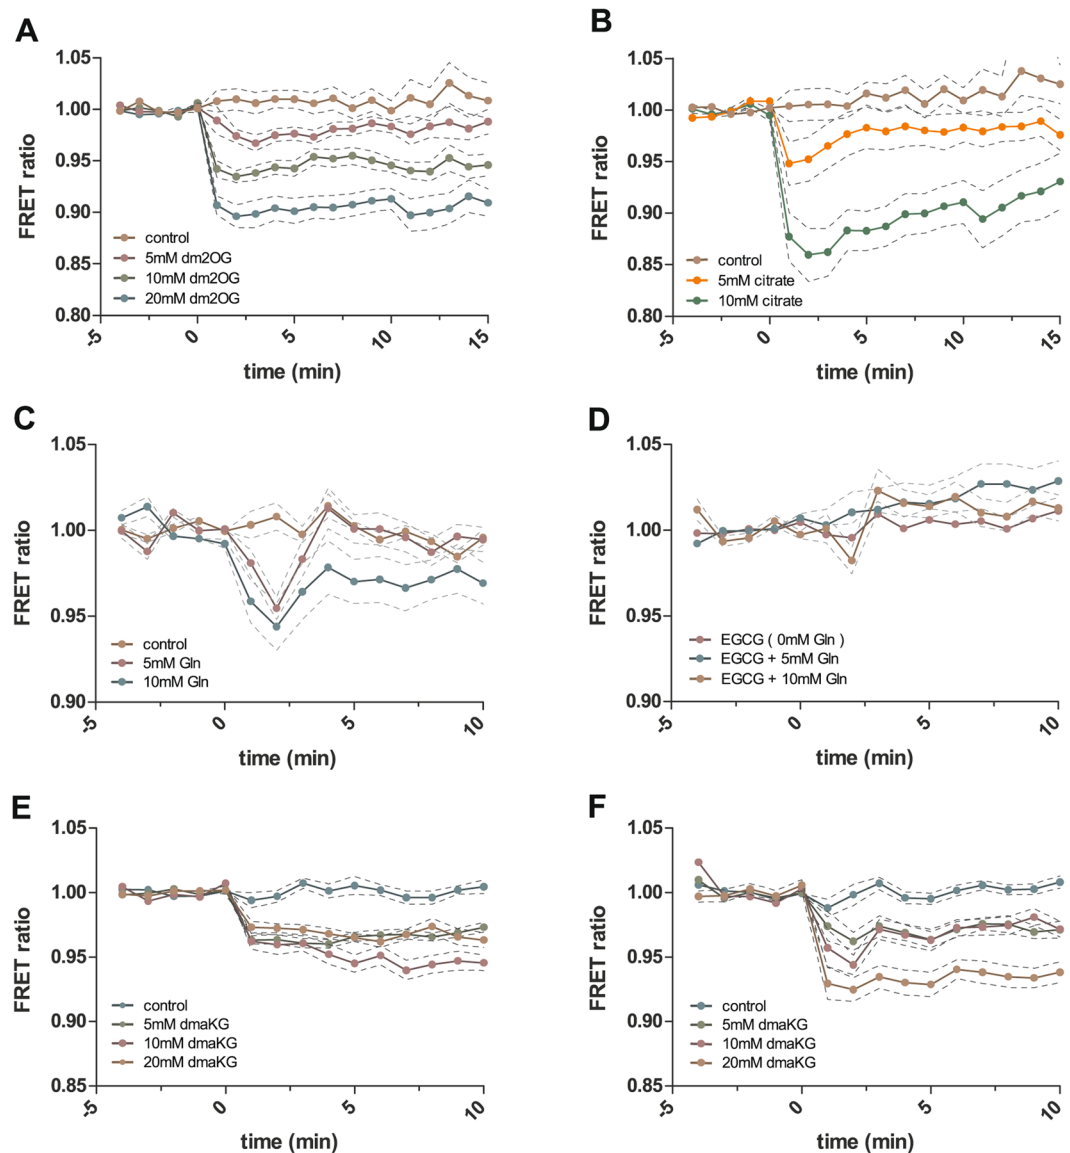 A
1.05
1.00
0.95
0.90
0.85
0.80
FRET ratio
control
5mM dm2OG
10mM dm2OG
20mM dm2OG
-5
0
5
10
15
time (min)
B
1.05
1.00
0.95
0.90
0.85
0.80
FRET ratio
control
5mM citrate
10mM citrate
-5
0
5
10
15
time (min)
C
1.05
1.00
0.95
0.90
FRET ratio
control
5mM Gln
10mM Gln
-5
0
5
10
time (min)
D
1.05
1.00
0.95
0.90
FRET ratio
EGCG ( 0mM Gln )
EGCG + 5mM Gln
EGCG + 10mM Gln
-5
0
5
10
time (min)
E
1.05
1.00
0.95
0.90
0.85
FRET ratio
control
5mM dmaKG
10mM dmaKG
20mM dmaKG
-5
0
5
10
time (min)
F
1.05
1.00
0.95
0.90
0.85
FRET ratio
control
5mM dmaKG
10mM dmaKG
20mM dmaKG
-5
0
5
10
time (min)